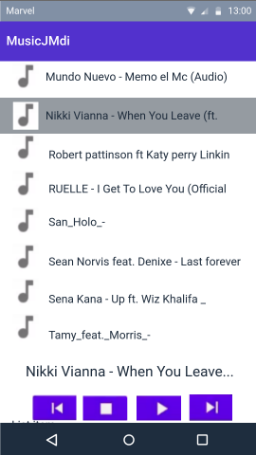 Marvel 13:00
MusicJMdi
Mundo Nuevo - Memo el Mc (Audio)
Nikki Vianna - When You Leave (ft.
Robert pattinson ft Katy perry Linkin
RUELLE - I Get To Love You (Official
San_Holo_-
Sean Norvis feat. Denixe - Last forever
Sena Kana - Up ft. Wiz Khalifa _
Tamy_feat._Morris_-
Nikki Vianna - When You Leave...